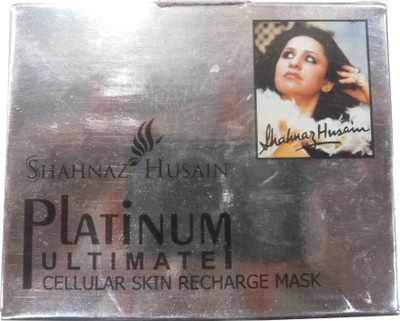 Shahnaz Husain
SHAHNAZ HUSAIN
PLATINUM
ULTIMATE
CELLULAR SKIN RECHARGE MASK